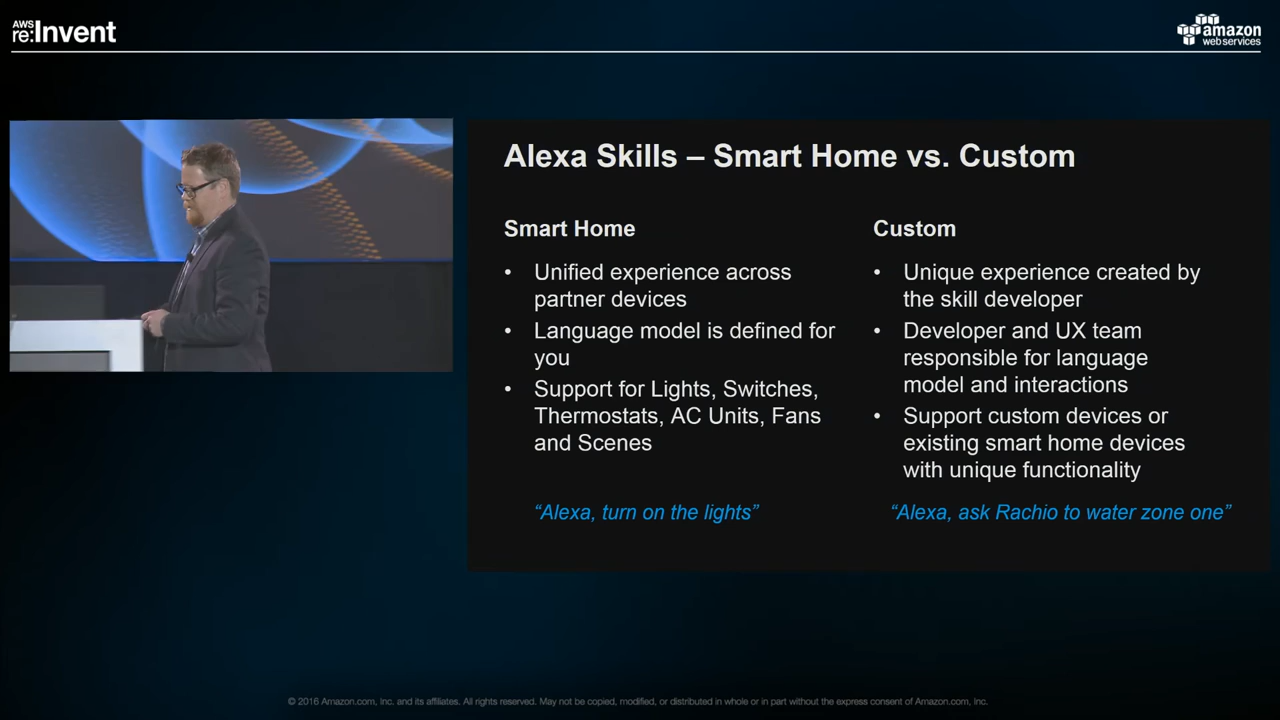 AWS
re:Invent
amazon
web services
Alexa Skills – Smart Home vs. Custom
Smart Home
• Unified experience across
partner devices
• Language model is defined for
you
• Support for Lights, Switches,
Thermostats, AC Units, Fans
and Scenes
“Alexa, turn on the lights”
Custom
• Unique experience created by
the skill developer
• Developer and UX team
responsible for language
model and interactions
• Support custom devices or
existing smart home devices
with unique functionality
“Alexa, ask Rachio to water zone one”
© 2016 Amazon.com, Inc. and its affiliates. All rights reserved. May not be copied, modified, or distributed in whole or in part without the express consent of Amazon.com, Inc.